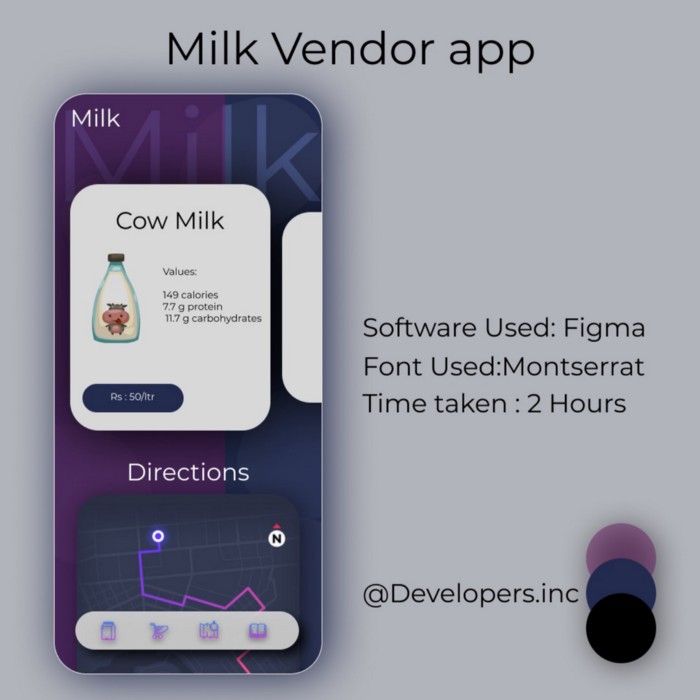 Milk Vendor app
Milk
Milk
Cow Milk
Values:
149 calories
7.7 g protein
11.7 g carbohydrates
Rs : 50/ltr
Directions
N
Software Used: Figma
Font Used:Montserrat
Time taken : 2 Hours
@Developers.inc